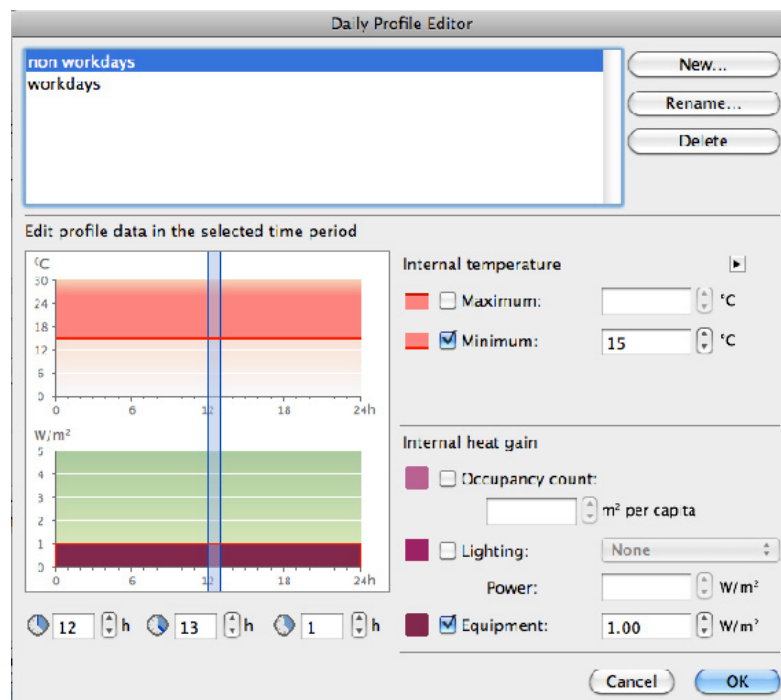 Daily Profile Editor
non workdays
workdays
New...
Rename...
Delete
Edit profile data in the selected time period
°C
30
24
18
12
6
0
0 6 12 18 24h
W/m²
5
4
3
2
1
0
0 6 12 18 24h
12 h 13 h 1 h
Internal temperature
Maximum: °C
Minimum: 15 °C
Internal heat gain
Occupancy count:
m² per capita
Lighting: None
Power: W/m²
Equipment: 1.00 W/m²
Cancel OK